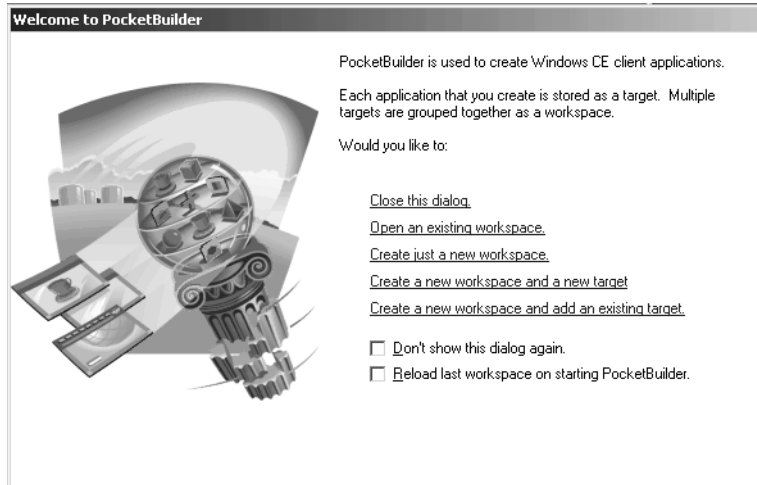 Welcome to PocketBuilder
PocketBuilder is used to create Windows CE client applications.
Each application that you create is stored as a target. Multiple
targets are grouped together as a workspace.
Would you like to:
Close this dialog.
Open an existing workspace.
Create just a new workspace.
Create a new workspace and a new target
Create a new workspace and add an existing target.
Don't show this dialog again.
Reload last workspace on starting PocketBuilder.